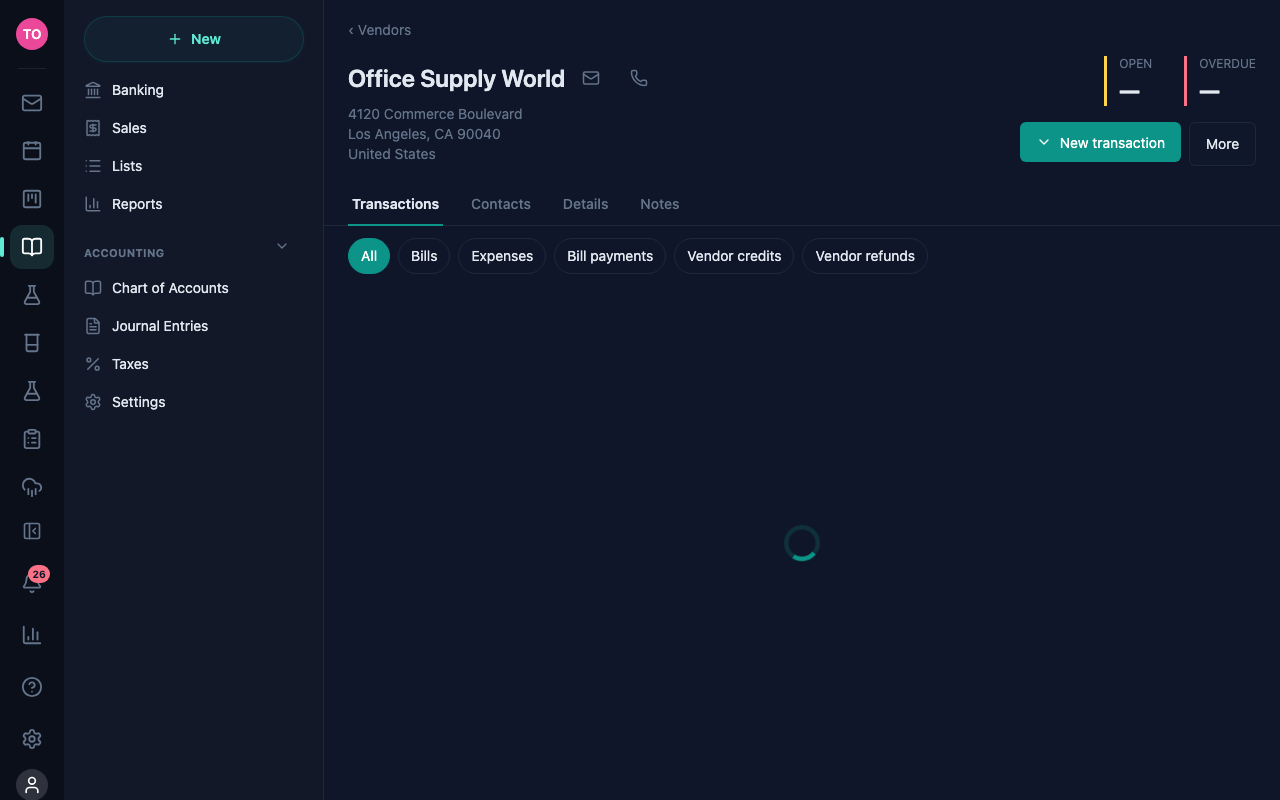 TO
26
New
Banking
Sales
Lists
Reports
ACCOUNTING
Chart of Accounts
Journal Entries
Taxes
Settings
‹ Vendors
Office Supply World
4120 Commerce Boulevard
Los Angeles, CA 90040
United States
OPEN
—
OVERDUE
—
New transaction
More
Transactions
Contacts
Details
Notes
All
Bills
Expenses
Bill payments
Vendor credits
Vendor refunds